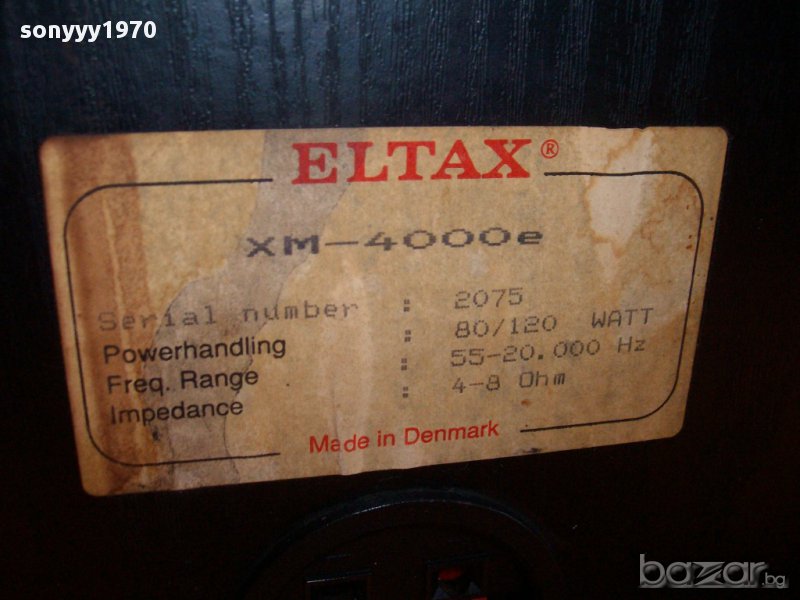 sonyyy1970
ELTAX®
XM-4000e
Serial number : 2075
Powerhandling : 80/120 WATT
Freq. Range : 55-20.000 Hz
Impedance : 4-8 Ohm
Made in Denmark
bazar.bg